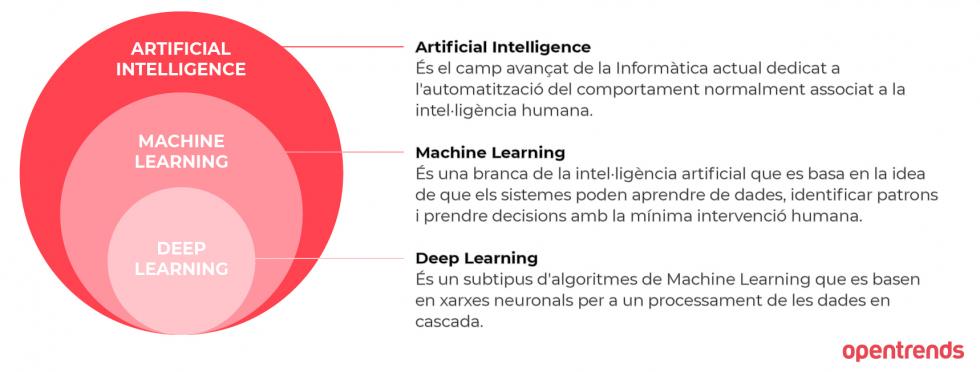 ARTIFICIAL
INTELLIGENCE
MACHINE
LEARNING
DEEP
LEARNING
Artificial Intelligence
És el camp avançat de la Informàtica actual dedicat a
l'automatització del comportament normalment associat a la
intel·ligència humana.
Machine Learning
És una branca de la intel·ligència artificial que es basa en la idea
de que els sistemes poden aprendre de dades, identificar patrons
i prendre decisions amb la mínima intervenció humana.
Deep Learning
És un subtipus d'algoritmes de Machine Learning que es basen
en xarxes neuronals per a un processament de les dades en
cascada.
opentrends